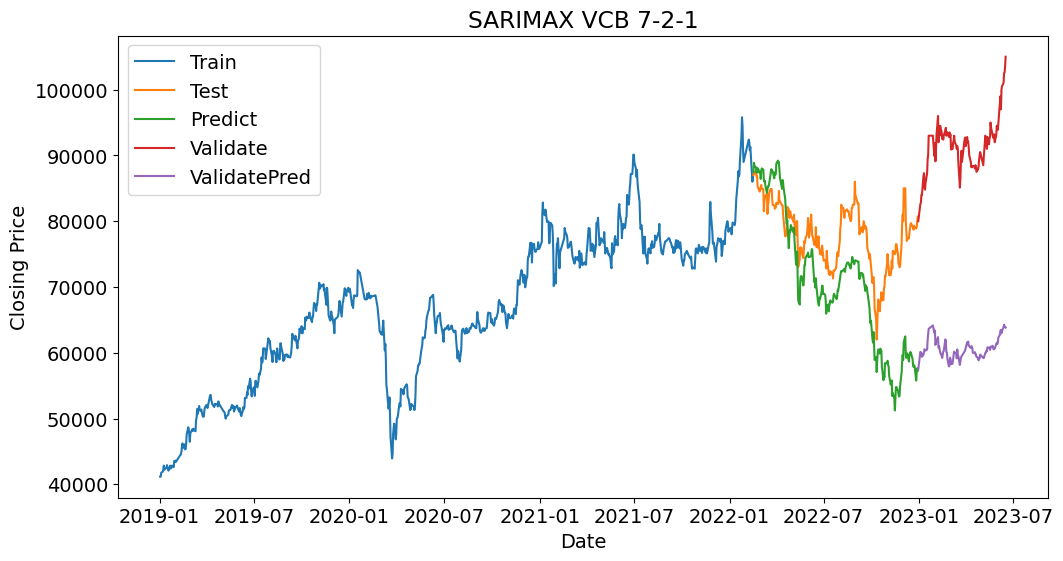 SARIMAX VCB 7-2-1
Train
Test
Predict
Validate
ValidatePred
Closing Price
100000
90000
80000
70000
60000
50000
40000
2019-01 2019-07 2020-01 2020-07 2021-01 2021-07 2022-01 2022-07 2023-01 2023-07
Date